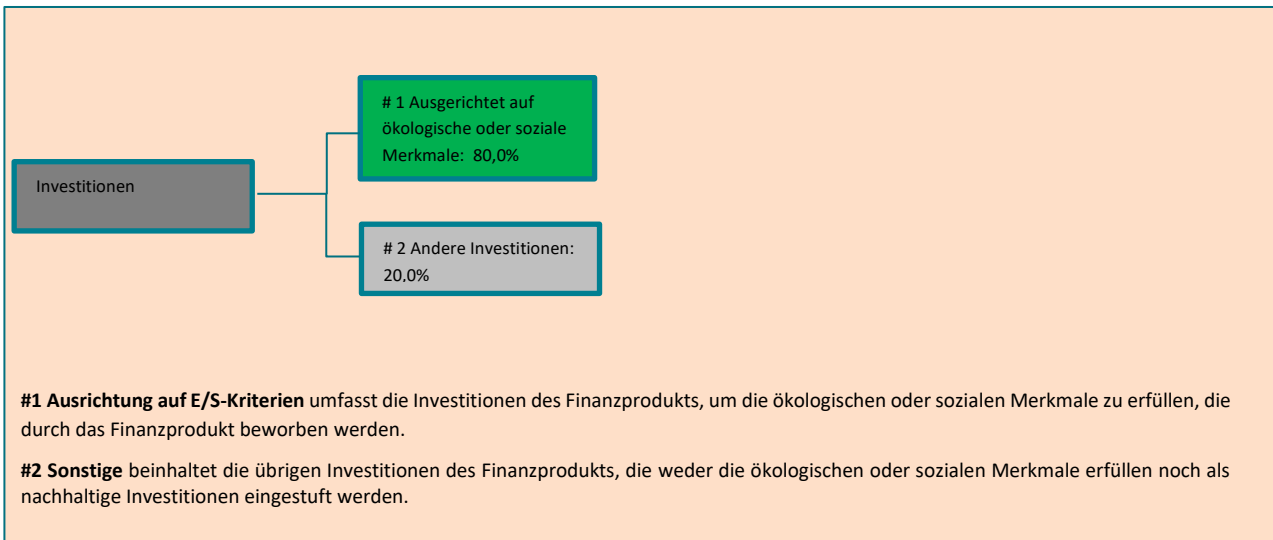 # 1 Ausgerichtet auf
ökologische oder soziale
Merkmale: 80,0%
Investitionen
# 2 Andere Investitionen:
20,0%
#1 Ausrichtung auf E/S-Kriterien umfasst die Investitionen des Finanzprodukts, um die ökologischen oder sozialen Merkmale zu erfüllen, die
durch das Finanzprodukt beworben werden.
#2 Sonstige beinhaltet die übrigen Investitionen des Finanzprodukts, die weder die ökologischen oder sozialen Merkmale erfüllen noch als
nachhaltige Investitionen eingestuft werden.